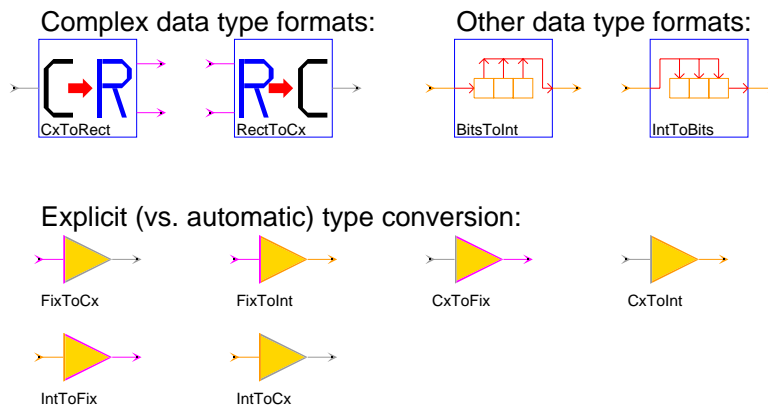 Complex data type formats:
Other data type formats:
CxToRect
RectToCx
BitsToInt
IntToBits
Explicit (vs. automatic) type conversion:
FixToCx
FixToInt
CxToFix
CxToInt
IntToFix
IntToCx